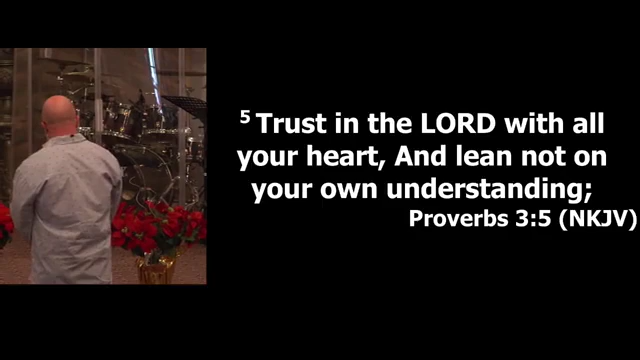 5 Trust in the LORD with all
your heart, And lean not on
your own understanding;
Proverbs 3:5 (NKJV)